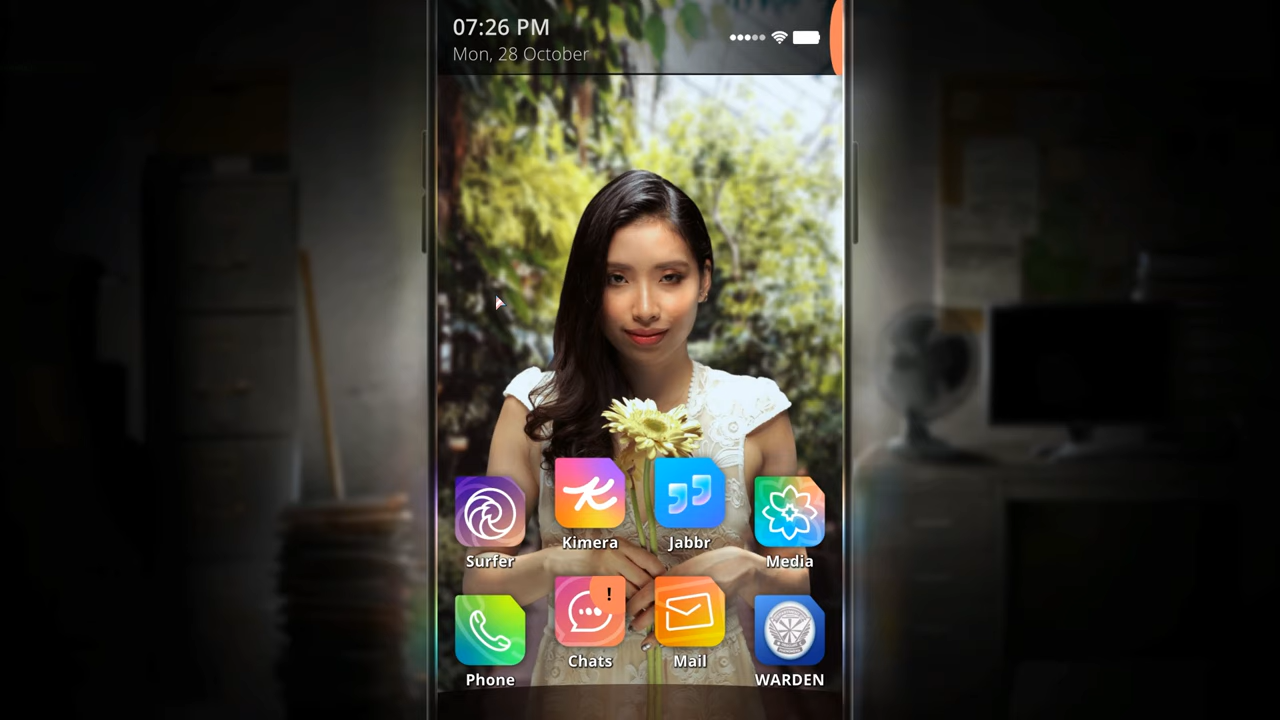 07:26 PM
Mon, 28 October
Surfer
Kimera
Jabbr
Media
!
Phone
Chats
Mail
WARDEN